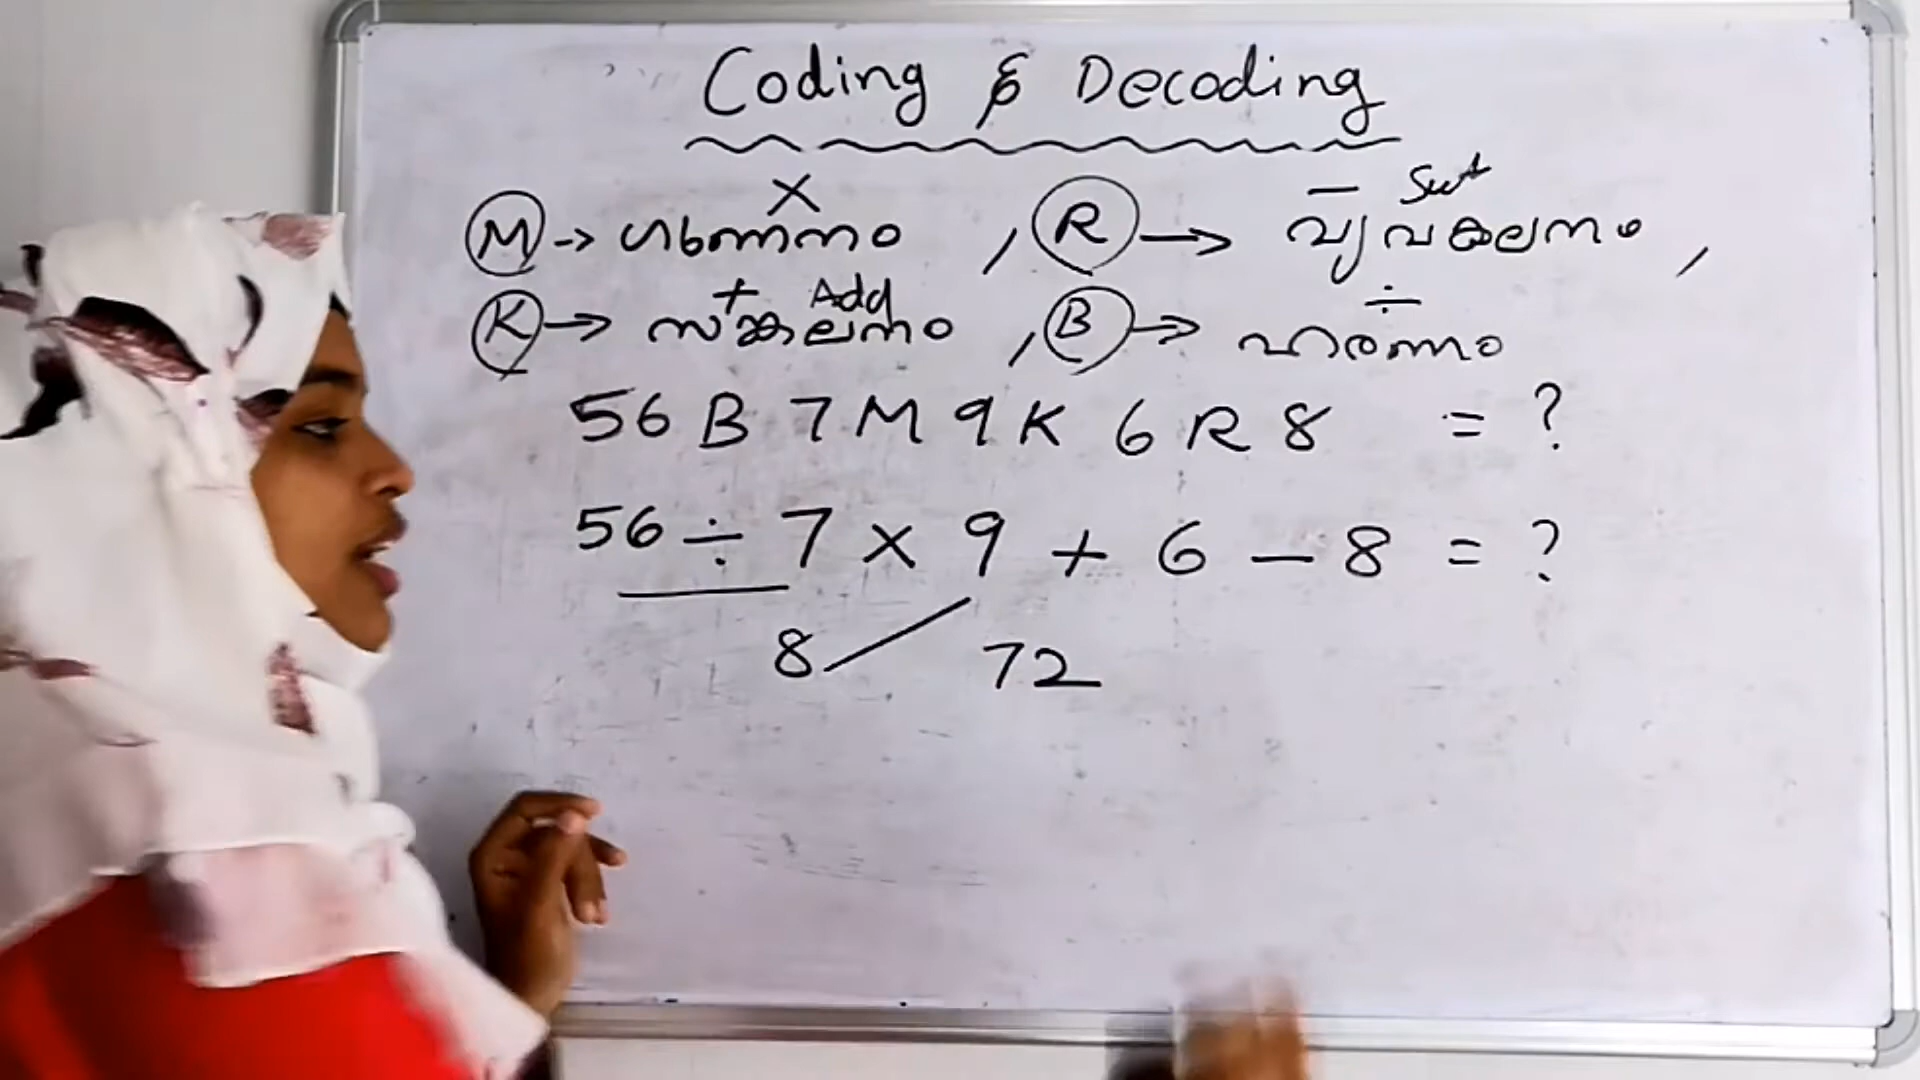 Coding & Decoding
×
M -> ഗുണനം , R → വ്യവകലനം ,
− Sub
+ Add
K → സങ്കലനം , B → ഹരണം
÷
56 B 7 M 9 K 6 R 8 = ?
56 ÷ 7 × 9 + 6 − 8 = ?
8 72